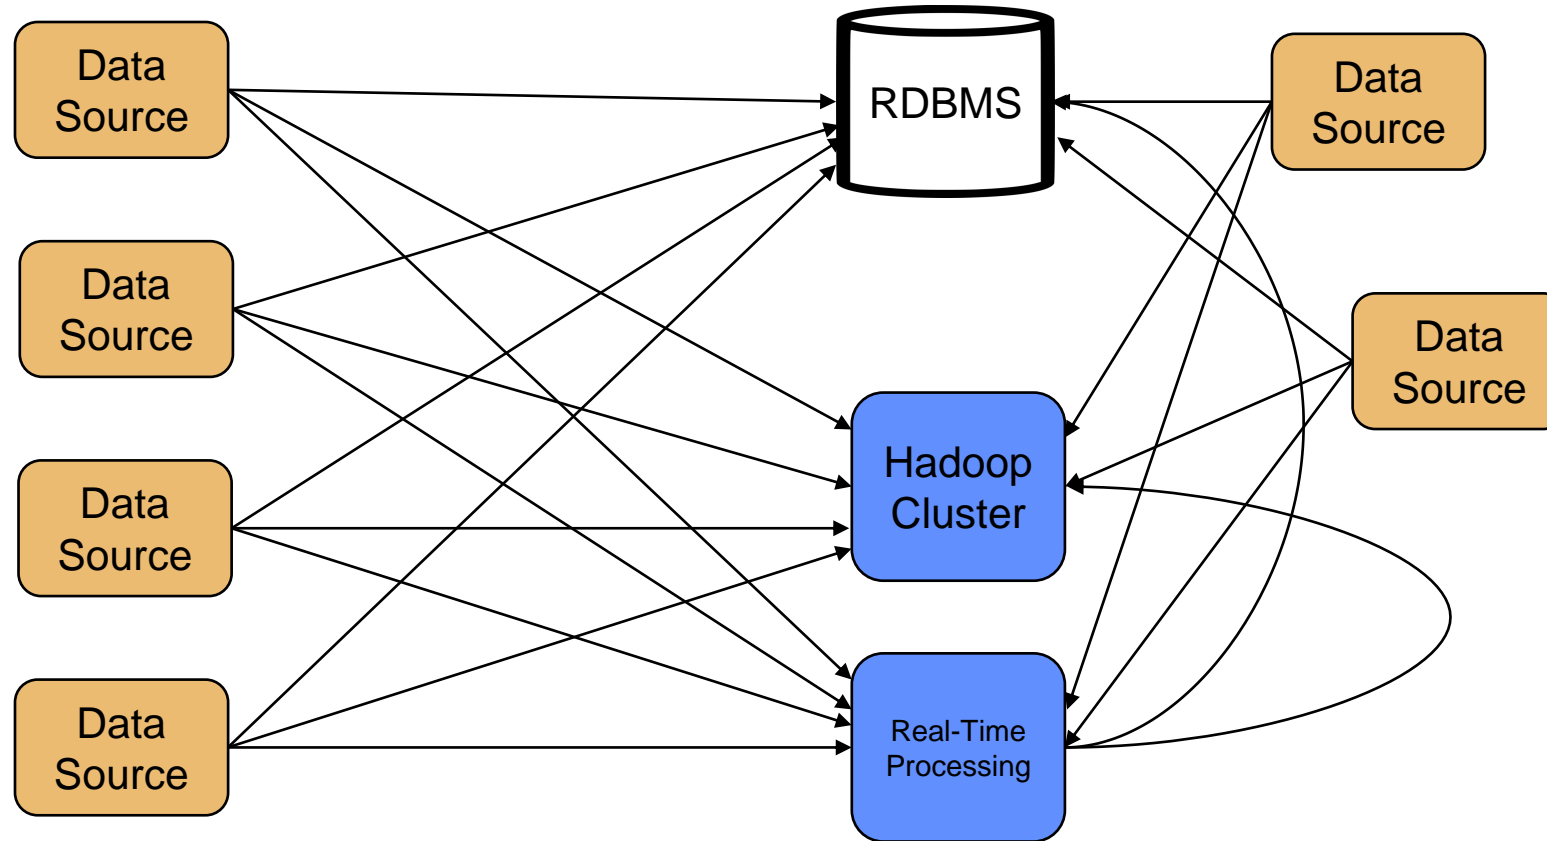 Data
Source
RDBMS
Data
Source
Data
Source
Data
Source
Hadoop
Cluster
Data
Source
Data
Source
Real-Time
Processing